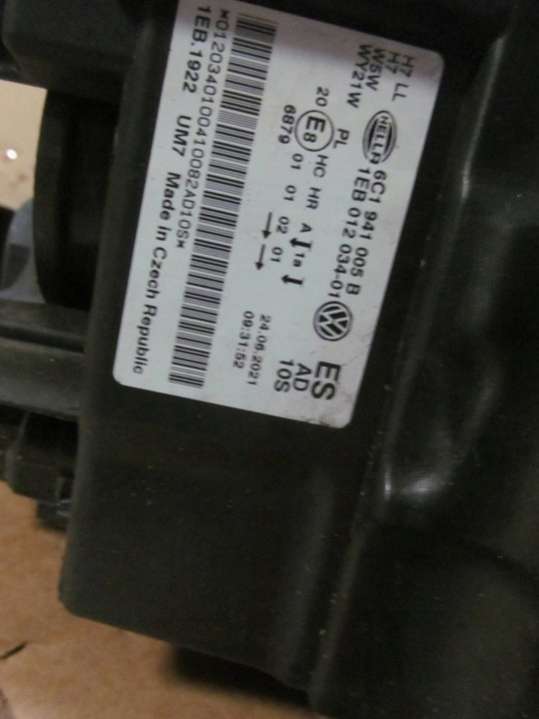 H7 LL
H7
W5W
WY21W
HELLA 6C1 941 005 B
1EB 012 034-01
PL
20 E8 HC HR A 1a
6879 01 01 02 01
ES
AD
10S
24.06.2021
09:31:52
*01203401004100820AD10S*
1EB.1922 UM7 Made in Czech Republic